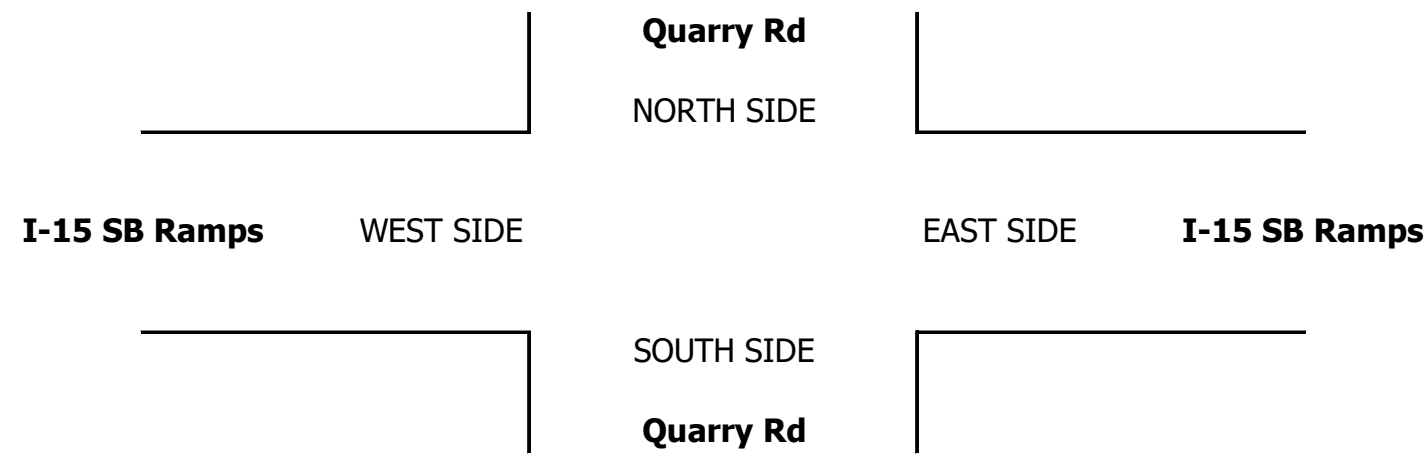 Quarry Rd
NORTH SIDE
I-15 SB Ramps WEST SIDE EAST SIDE I-15 SB Ramps
SOUTH SIDE
Quarry Rd